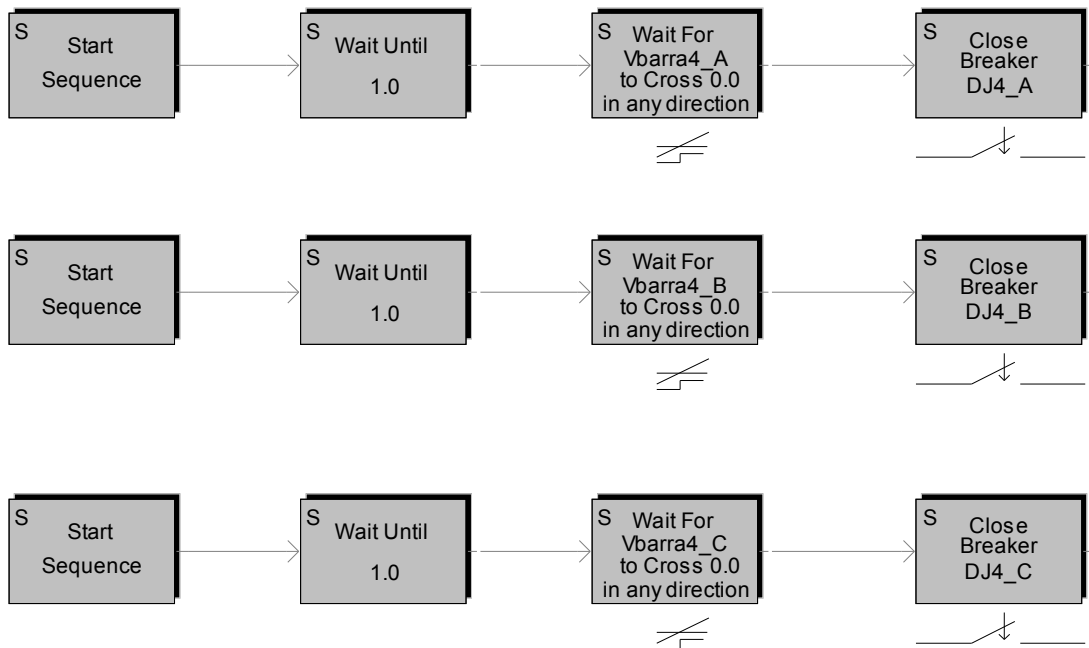 S
Start
Sequence
S
Wait Until
1.0
S
Wait For
Vbarra4_A
to Cross 0.0
in any direction
S
Close
Breaker
DJ4_A
S
Start
Sequence
S
Wait Until
1.0
S
Wait For
Vbarra4_B
to Cross 0.0
in any direction
S
Close
Breaker
DJ4_B
S
Start
Sequence
S
Wait Until
1.0
S
Wait For
Vbarra4_C
to Cross 0.0
in any direction
S
Close
Breaker
DJ4_C